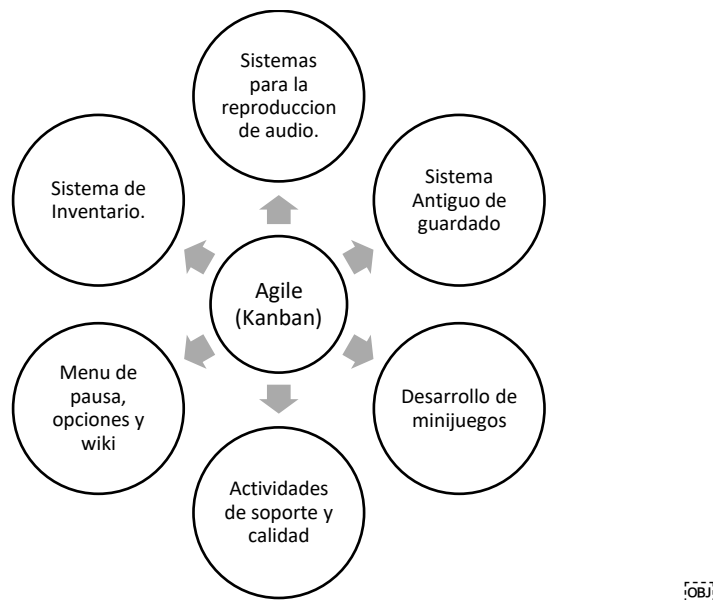 Sistemas
para la
reproduccion
de audio.
Sistema de
Inventario.
Sistema
Antiguo de
guardado
Agile
(Kanban)
Menu de
pausa,
opciones y
wiki
Desarrollo de
minijuegos
Actividades
de soporte y
calidad
OBJ